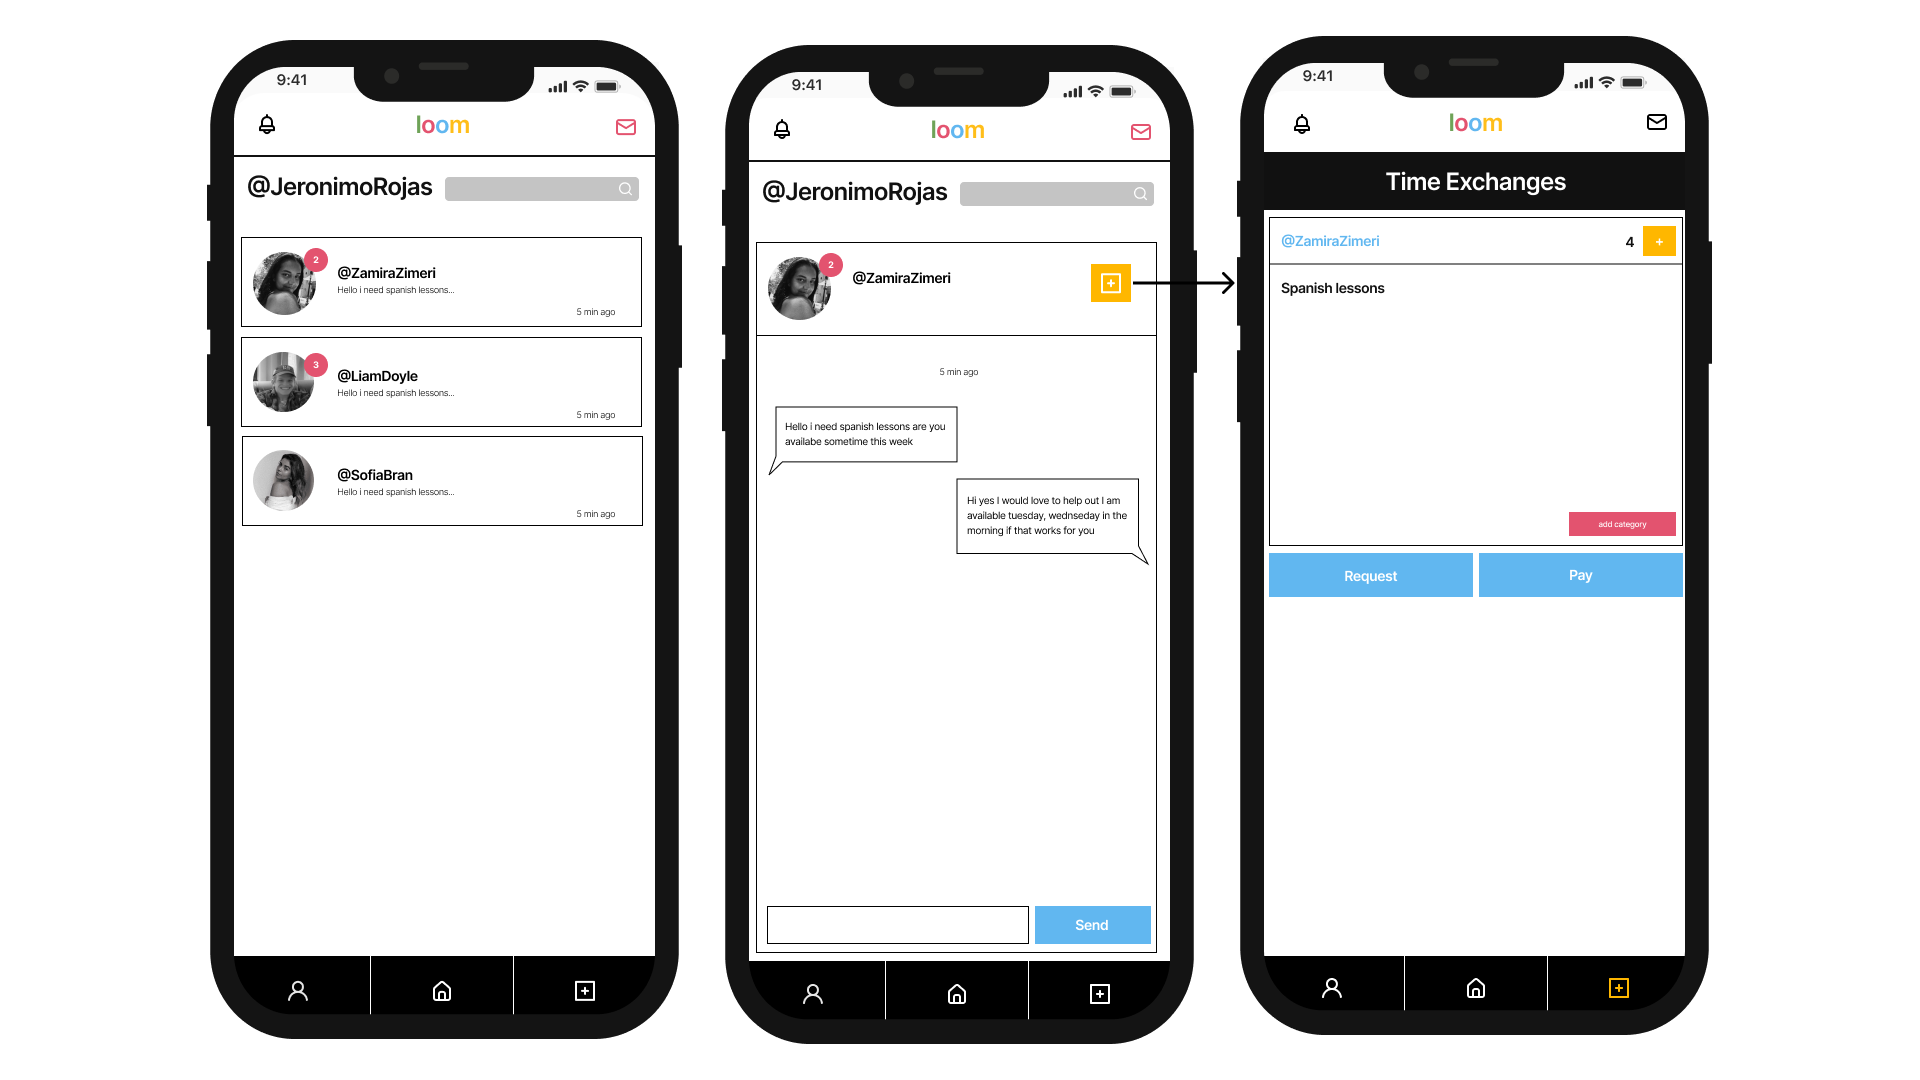 9:41
loom
@JeronimoRojas
2
@ZamiraZimeri
Hello i need spanish lessons...
5 min ago
3
@LiamDoyle
Hello i need spanish lessons...
5 min ago
@SofiaBran
Hello i need spanish lessons...
5 min ago
9:41
loom
@JeronimoRojas
2
@ZamiraZimeri
5 min ago
Hello i need spanish lessons are you
availabe sometime this week
Hi yes I would love to help out I am
available tuesday, wednseday in the
morning if that works for you
Send
9:41
loom
Time Exchanges
@ZamiraZimeri
4
+
Spanish lessons
add category
Request
Pay